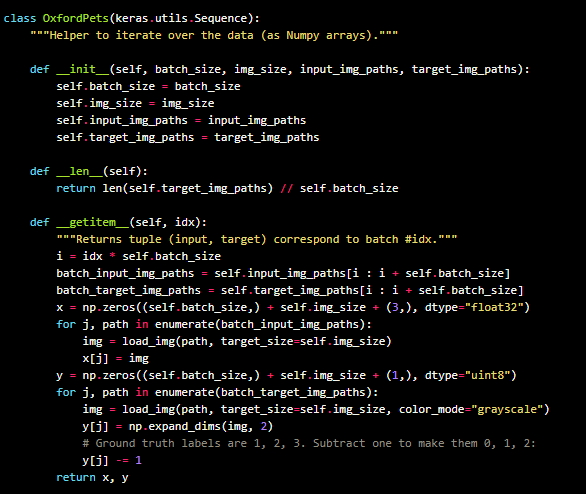 class OxfordPets(keras.utils.Sequence):
    """Helper to iterate over the data (as Numpy arrays)."""

    def __init__(self, batch_size, img_size, input_img_paths, target_img_paths):
        self.batch_size = batch_size
        self.img_size = img_size
        self.input_img_paths = input_img_paths
        self.target_img_paths = target_img_paths

    def __len__(self):
        return len(self.target_img_paths) // self.batch_size

    def __getitem__(self, idx):
        """Returns tuple (input, target) correspond to batch #idx."""
        i = idx * self.batch_size
        batch_input_img_paths = self.input_img_paths[i : i + self.batch_size]
        batch_target_img_paths = self.target_img_paths[i : i + self.batch_size]
        x = np.zeros((self.batch_size,) + self.img_size + (3,), dtype="float32")
        for j, path in enumerate(batch_input_img_paths):
            img = load_img(path, target_size=self.img_size)
            x[j] = img
        y = np.zeros((self.batch_size,) + self.img_size + (1,), dtype="uint8")
        for j, path in enumerate(batch_target_img_paths):
            img = load_img(path, target_size=self.img_size, color_mode="grayscale")
            y[j] = np.expand_dims(img, 2)
            # Ground truth labels are 1, 2, 3. Subtract one to make them 0, 1, 2:
            y[j] -= 1
        return x, y